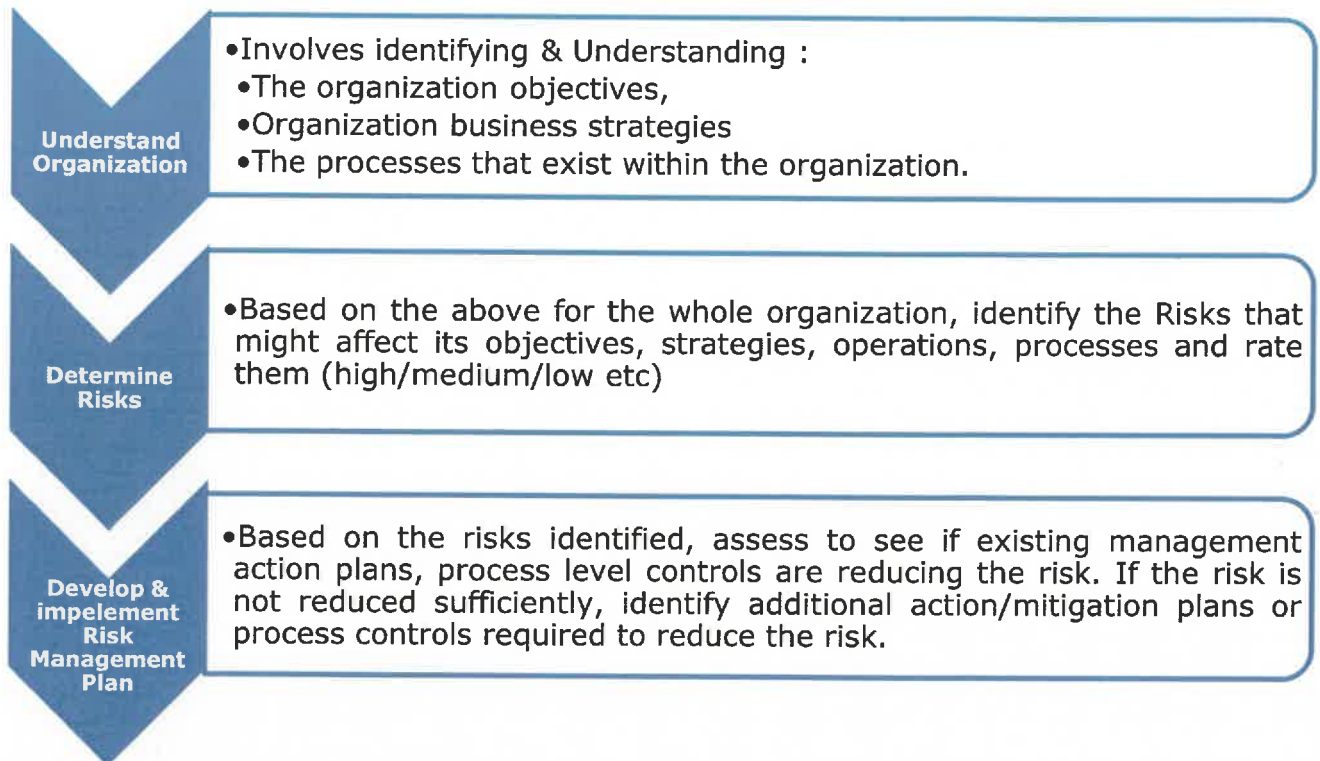 Understand
Organization
•Involves identifying & Understanding :
•The organization objectives,
•Organization business strategies
•The processes that exist within the organization.
Determine
Risks
•Based on the above for the whole organization, identify the Risks that
might affect its objectives, strategies, operations, processes and rate
them (high/medium/low etc)
Develop &
impelement
Risk
Management
Plan
•Based on the risks identified, assess to see if existing management
action plans, process level controls are reducing the risk. If the risk is
not reduced sufficiently, identify additional action/mitigation plans or
process controls required to reduce the risk.